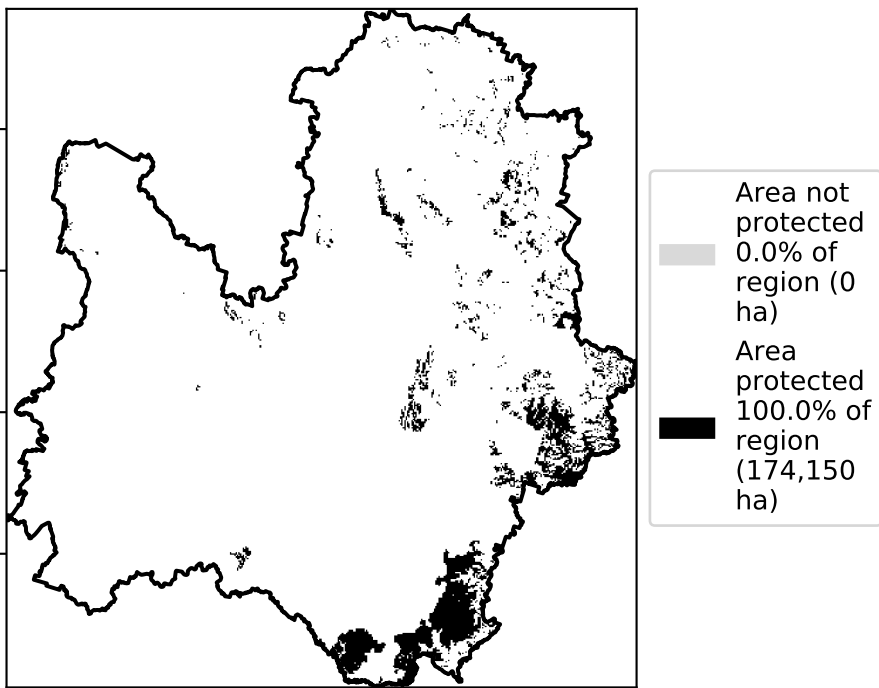 Area not
protected
0.0% of
region (0
ha)
Area
protected
100.0% of
region
(174,150
ha)